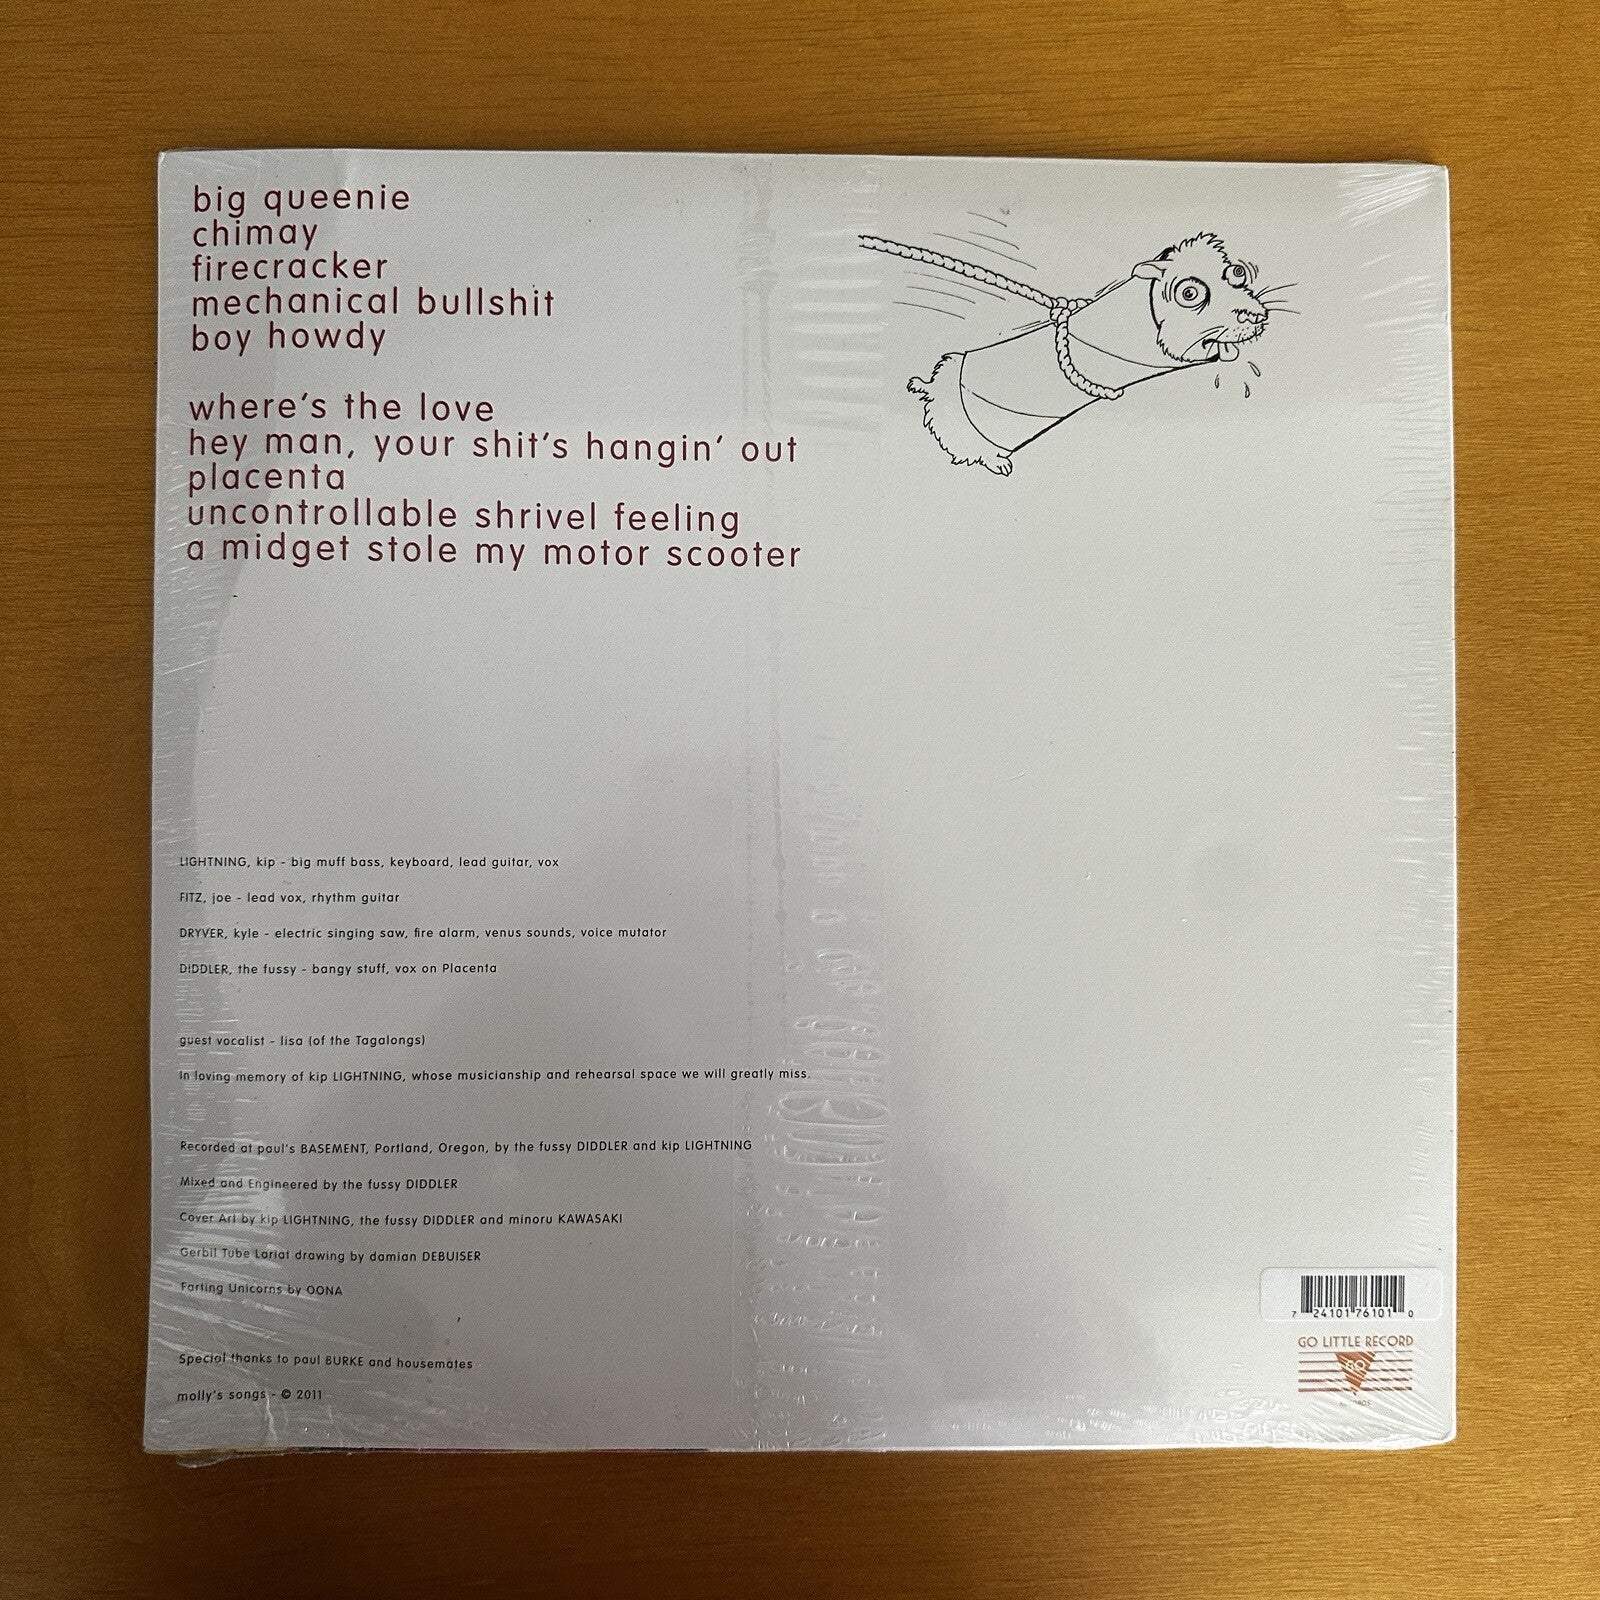 big queenie
chimay
firecracker
mechanical bullshit
boy howdy
where's the love
hey man, your shit's hangin' out
placenta
uncontrollable shrivel feeling
a midget stole my motor scooter
LIGHTNING, kip - big muff bass, keyboard, lead guitar, vox
FITZ, joe - lead vox, rhythm guitar
DRYVER, kyle - electric singing saw, fire alarm, venus sounds, voice mutator
DIDDLER, the fussy - bangy stuff, vox on Placenta
guest vocalist - lisa (of the Tagalongs)
In loving memory of kip LIGHTNING, whose musicianship and rehearsal space we will greatly miss.
Recorded at paul's BASEMENT, Portland, Oregon, by the fussy DIDDLER and kip LIGHTNING
Mixed and Engineered by the fussy DIDDLER
Cover Art by kip LIGHTNING, the fussy DIDDLER and minoru KAWASAKI
Gerbil Tube Lariat drawing by damian DEBUISER
Farting Unicorns by OONA
Special thanks to paul BURKE and housemates
molly's songs - © 2011
7 24101 76101 0
GO LITTLE RECORD
GO